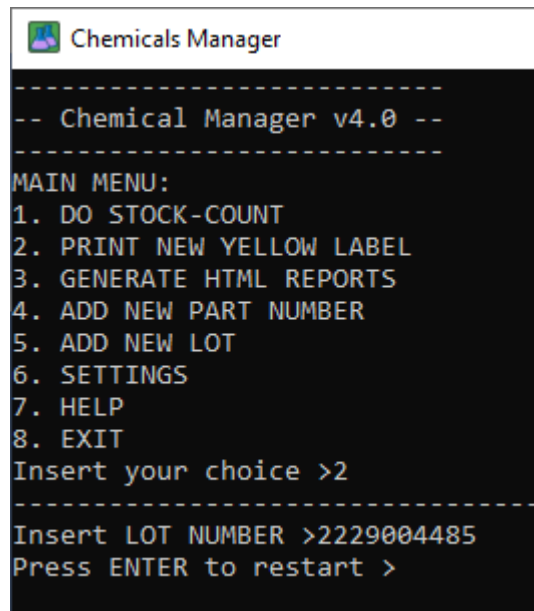 Chemicals Manager
---------------------------
-- Chemical Manager v4.0 --
---------------------------
MAIN MENU:
1. DO STOCK-COUNT
2. PRINT NEW YELLOW LABEL
3. GENERATE HTML REPORTS
4. ADD NEW PART NUMBER
5. ADD NEW LOT
6. SETTINGS
7. HELP
8. EXIT
Insert your choice >2
---------------------------------
Insert LOT NUMBER >2229004485
Press ENTER to restart >